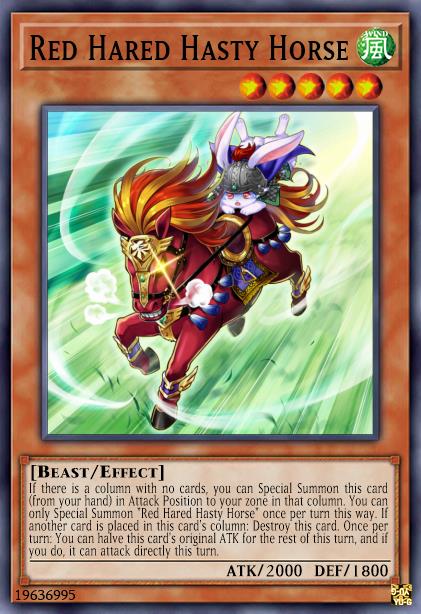 Red Hared Hasty Horse
WIND
風
[Beast/Effect]
If there is a column with no cards, you can Special Summon this card
(from your hand) in Attack Position to your zone in that column. You can
only Special Summon "Red Hared Hasty Horse" once per turn this way. If
another card is placed in this card's column: Destroy this card. Once per
turn: You can halve this card's original ATK for the rest of this turn, and if
you do, it can attack directly this turn.
ATK/2000 DEF/1800
19636995